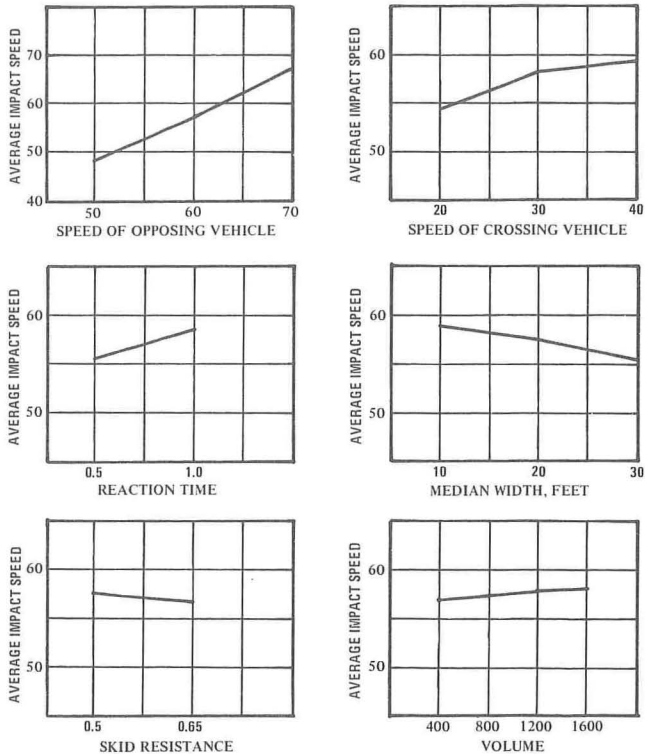 AVERAGE IMPACT SPEED
70
60
50
40
50 60 70
SPEED OF OPPOSING VEHICLE
AVERAGE IMPACT SPEED
60
50
20 30 40
SPEED OF CROSSING VEHICLE
AVERAGE IMPACT SPEED
60
50
0.5 1.0
REACTION TIME
AVERAGE IMPACT SPEED
60
50
10 20 30
MEDIAN WIDTH, FEET
AVERAGE IMPACT SPEED
60
50
0.5 0.65
SKID RESISTANCE
AVERAGE IMPACT SPEED
60
50
400 800 1200 1600
VOLUME